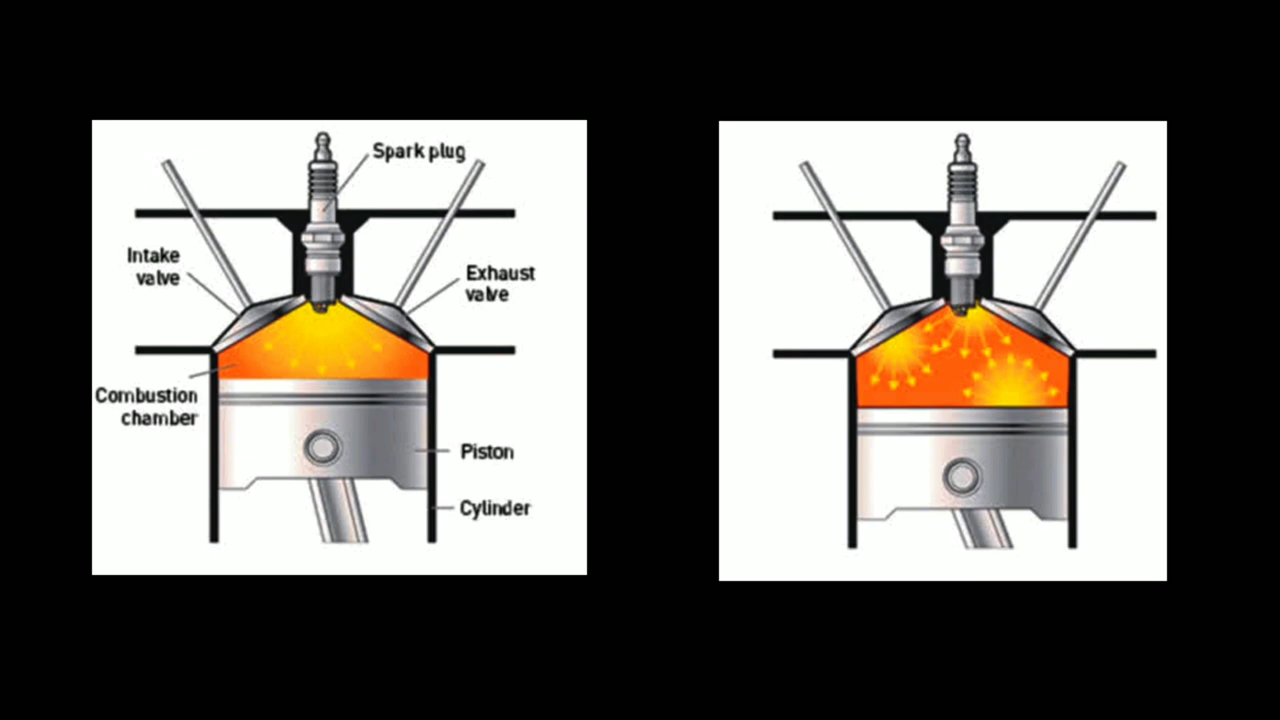 Spark plug
Intake
valve
Exhaust
valve
Combustion
chamber
Piston
Cylinder